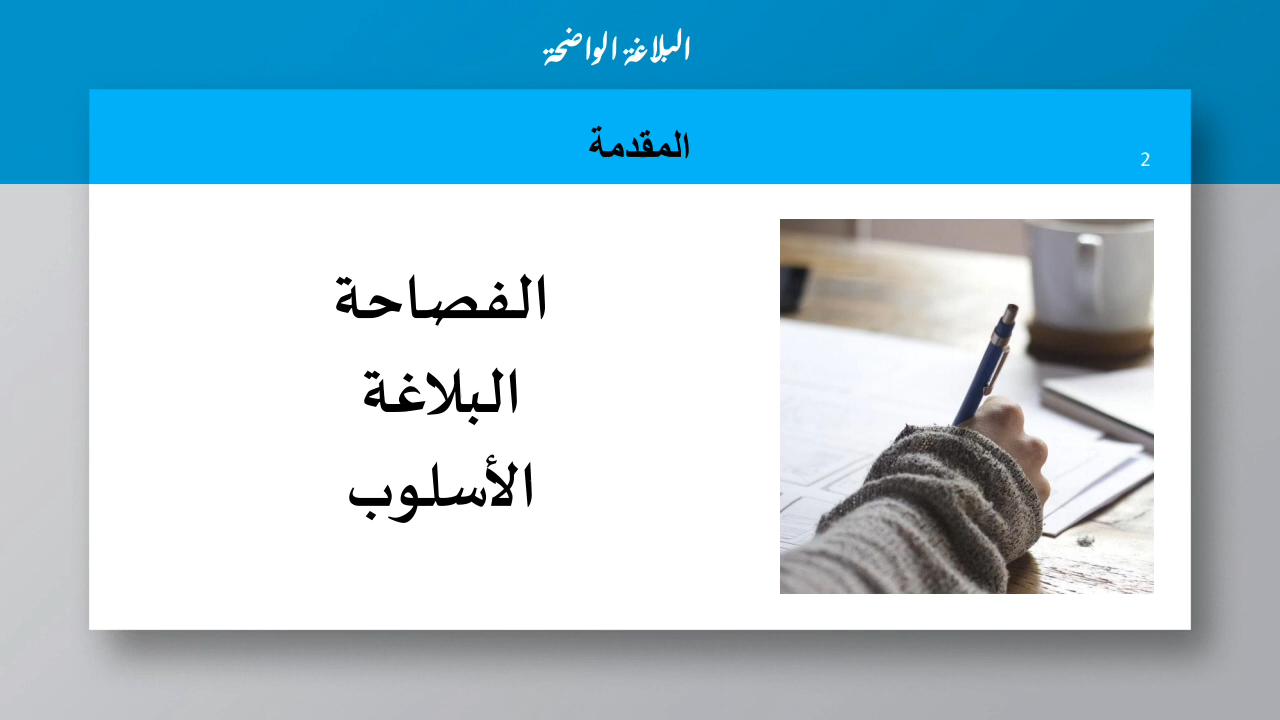 البلاغة الواضحة
المقدمة
2
الفصاحة
البلاغة
الأسلوب